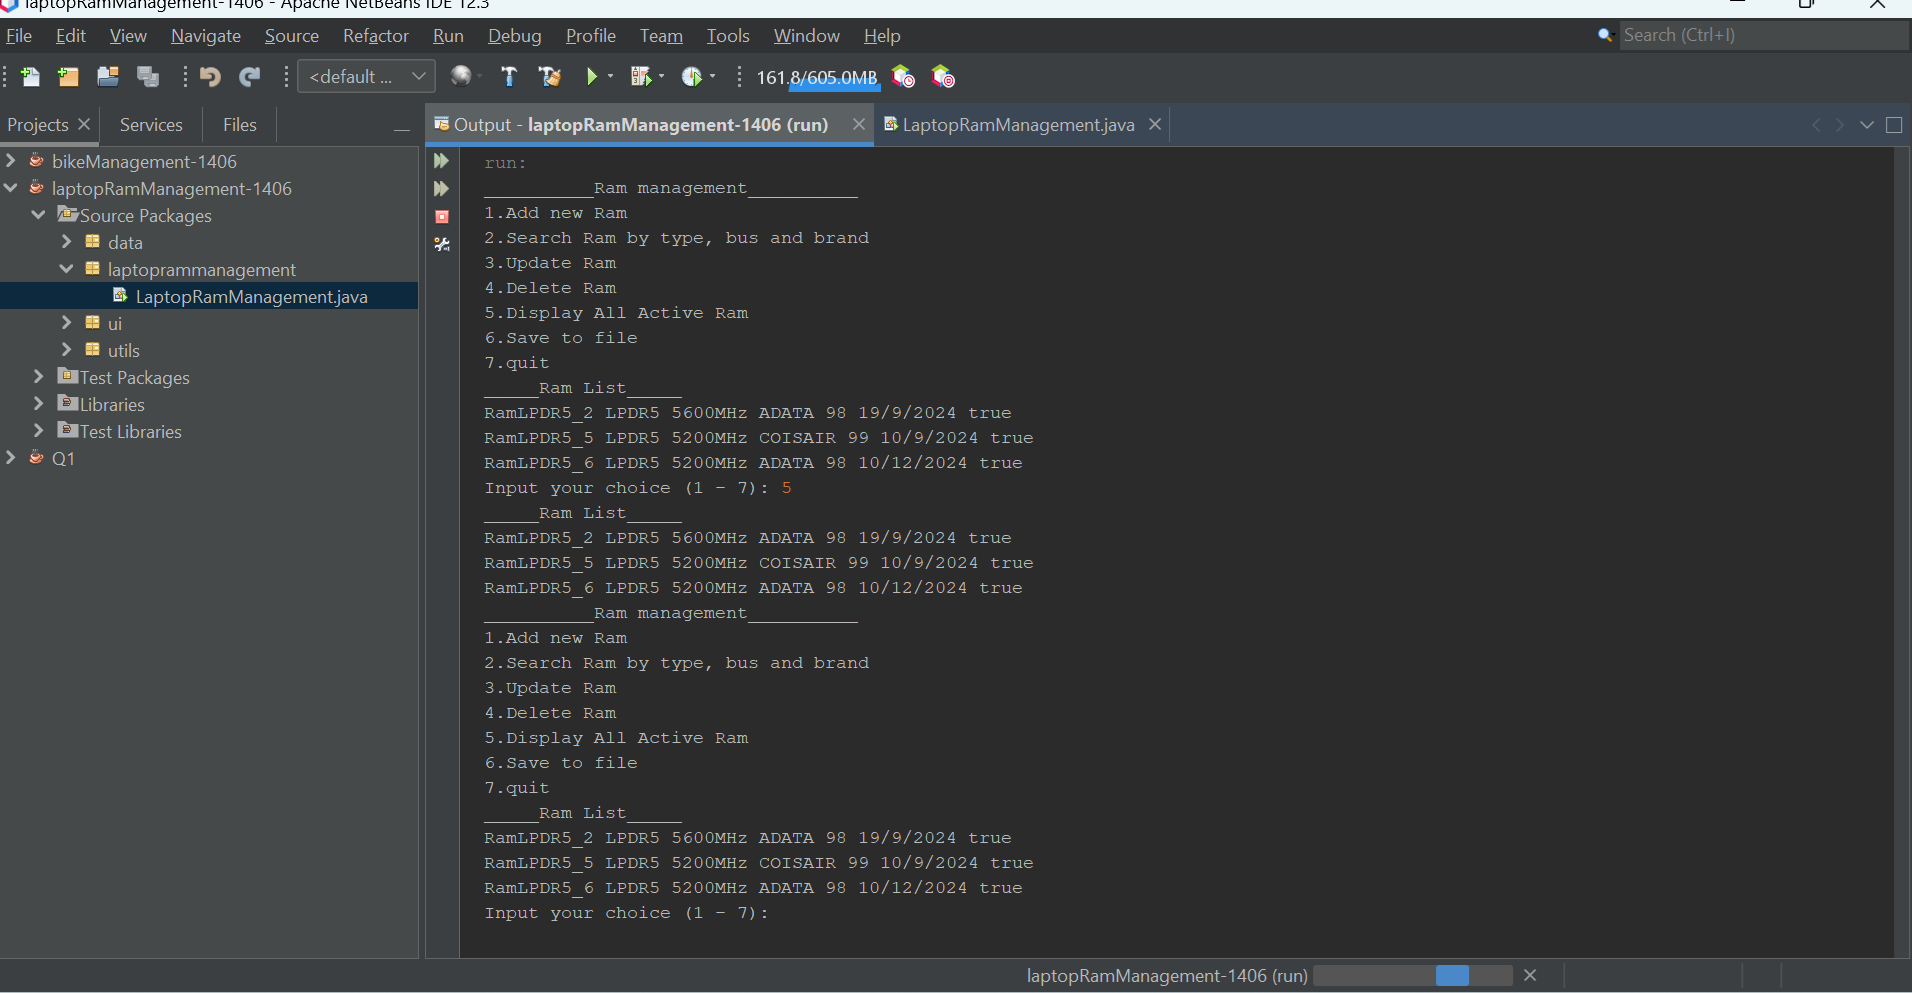 laptopRamManagement-1406 - Apache NetBeans IDE 12.3
File Edit View Navigate Source Refactor Run Debug Profile Team Tools Window Help Search (Ctrl+I)
<default ... 161.8/605.0MB
Projects Services Files
Output - laptopRamManagement-1406 (run) LaptopRamManagement.java
bikeManagement-1406
laptopRamManagement-1406
Source Packages
data
laptoprammanagement
LaptopRamManagement.java
ui
utils
Test Packages
Libraries
Test Libraries
Q1
run:
__________Ram management__________
1.Add new Ram
2.Search Ram by type, bus and brand
3.Update Ram
4.Delete Ram
5.Display All Active Ram
6.Save to file
7.quit
_____Ram List_____
RamLPDR5_2 LPDR5 5600MHz ADATA 98 19/9/2024 true
RamLPDR5_5 LPDR5 5200MHz COISAIR 99 10/9/2024 true
RamLPDR5_6 LPDR5 5200MHz ADATA 98 10/12/2024 true
Input your choice (1 - 7): 5
_____Ram List_____
RamLPDR5_2 LPDR5 5600MHz ADATA 98 19/9/2024 true
RamLPDR5_5 LPDR5 5200MHz COISAIR 99 10/9/2024 true
RamLPDR5_6 LPDR5 5200MHz ADATA 98 10/12/2024 true
__________Ram management__________
1.Add new Ram
2.Search Ram by type, bus and brand
3.Update Ram
4.Delete Ram
5.Display All Active Ram
6.Save to file
7.quit
_____Ram List_____
RamLPDR5_2 LPDR5 5600MHz ADATA 98 19/9/2024 true
RamLPDR5_5 LPDR5 5200MHz COISAIR 99 10/9/2024 true
RamLPDR5_6 LPDR5 5200MHz ADATA 98 10/12/2024 true
Input your choice (1 - 7):
laptopRamManagement-1406 (run)